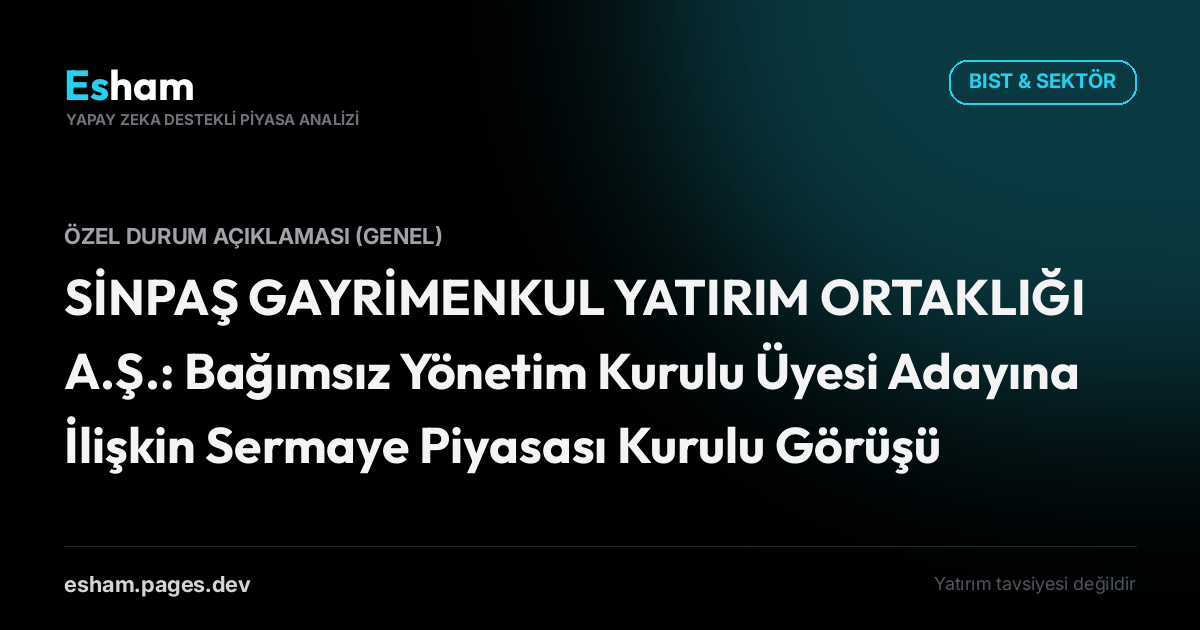 Esham
YAPAY ZEKA DESTEKLİ PİYASA ANALİZİ
BIST & SEKTÖR
ÖZEL DURUM AÇIKLAMASI (GENEL)
SİNPAŞ GAYRİMENKUL YATIRIM ORTAKLIĞI
A.Ş.: Bağımsız Yönetim Kurulu Üyesi Adayına
İlişkin Sermaye Piyasası Kurulu Görüşü
esham.pages.dev
Yatırım tavsiyesi değildir